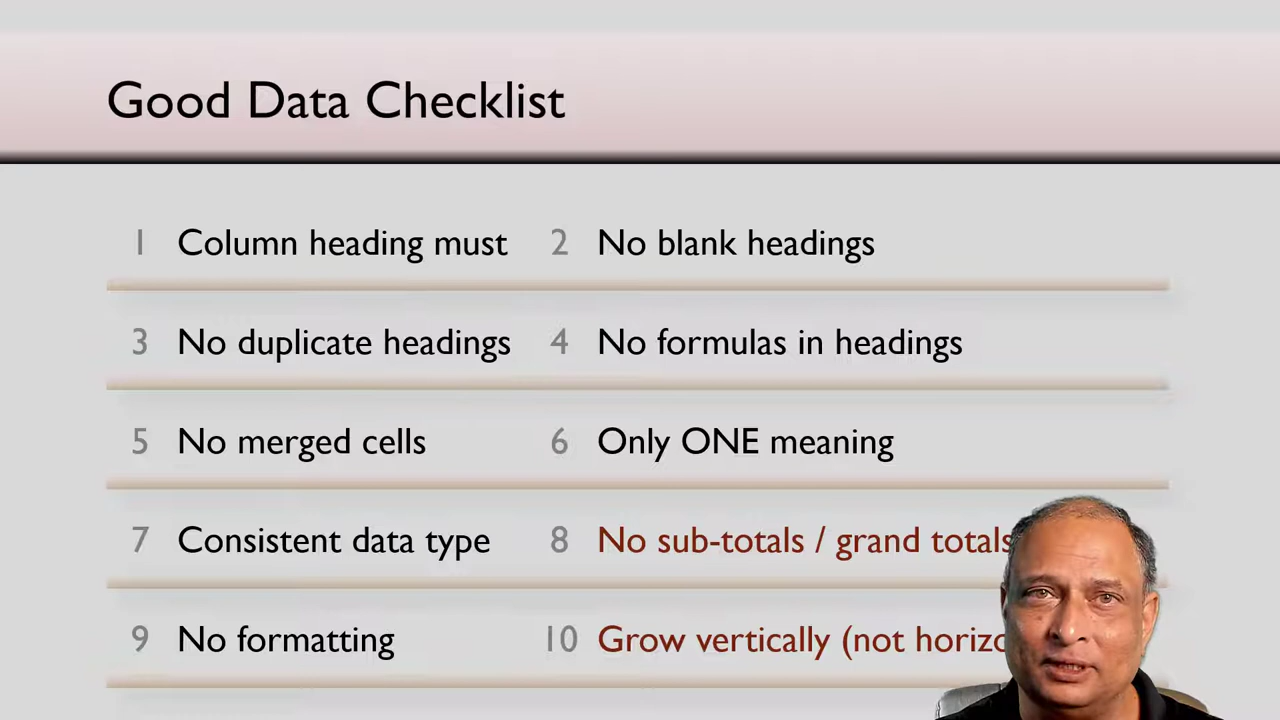 Good Data Checklist
1 Column heading must 2 No blank headings
3 No duplicate headings 4 No formulas in headings
5 No merged cells 6 Only ONE meaning
7 Consistent data type 8 No sub-totals / grand totals
9 No formatting 10 Grow vertically (not horizo